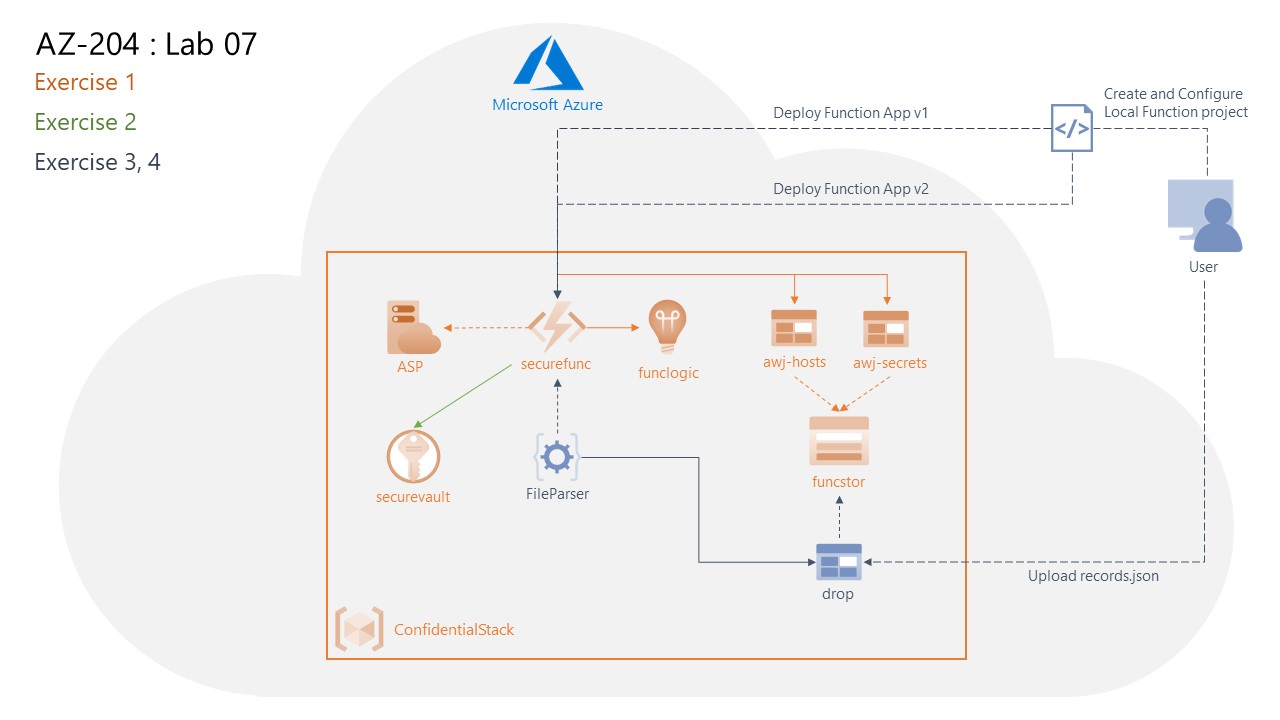 AZ-204 : Lab 07
Exercise 1
Exercise 2
Exercise 3, 4
Microsoft Azure
Deploy Function App v1
Create and Configure
Local Function project
Deploy Function App v2
User
ASP
securefunc
funclogic
awj-hosts
awj-secrets
securevault
FileParser
funcstor
drop
Upload records.json
ConfidentialStack